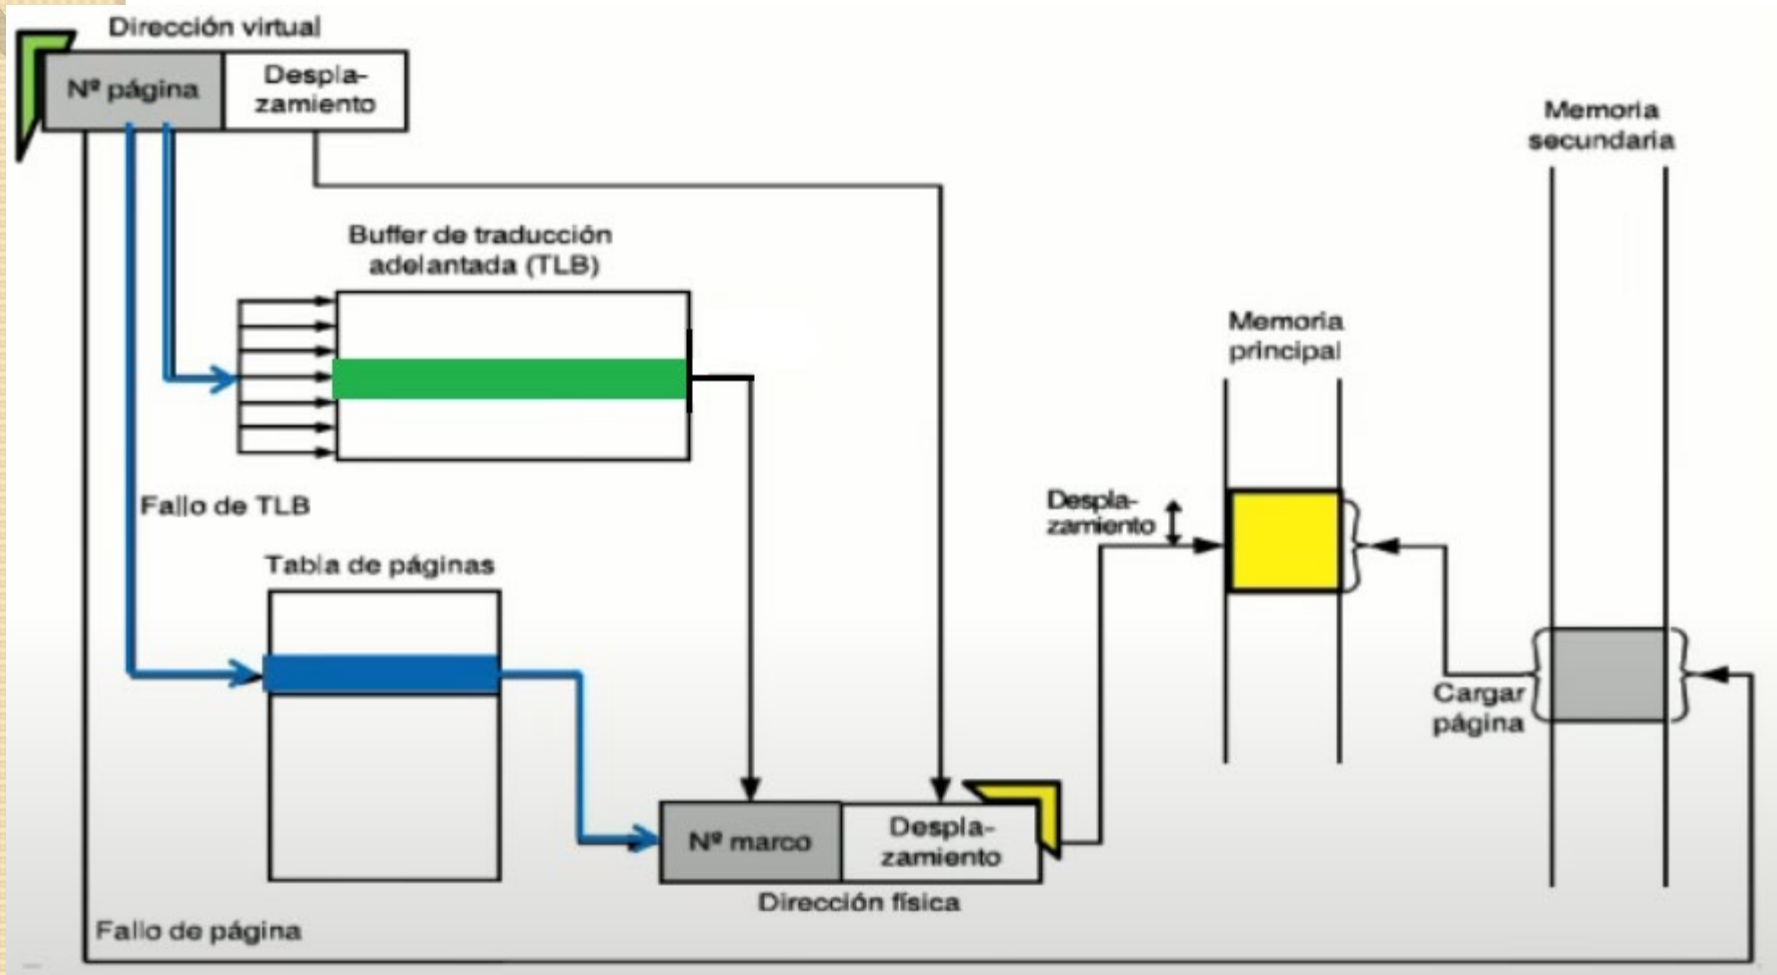 Dirección virtual
Nº página
Despla-
zamiento
Memoria
secundaria
Buffer de traducción
adelantada (TLB)
Memoria
principal
Fallo de TLB
Despla-
zamiento
Tabla de páginas
Cargar
página
Nº marco
Despla-
zamiento
Dirección física
Fallo de página